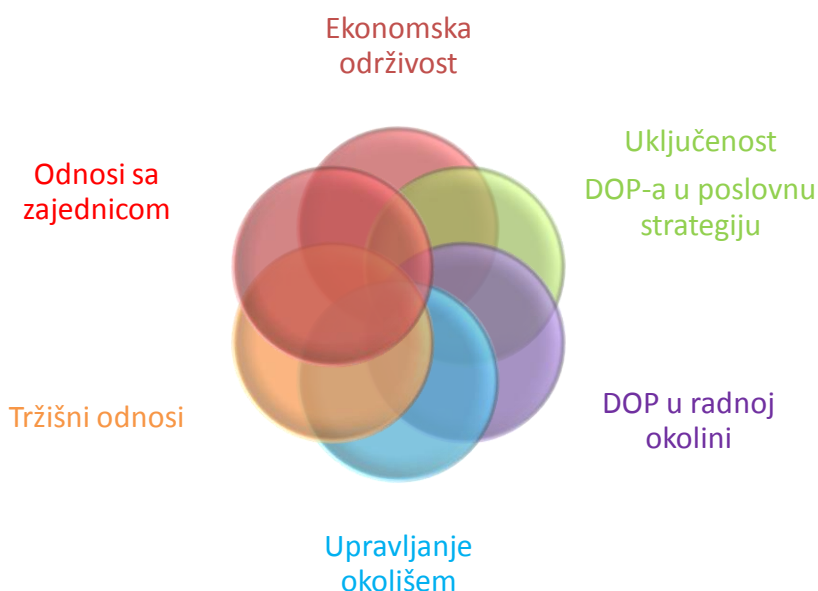 Ekonomska
održivost
Uključenost
DOP-a u poslovnu
strategiju
DOP u radnoj
okolini
Upravljanje
okolišem
Tržišni odnosi
Odnosi sa
zajednicom